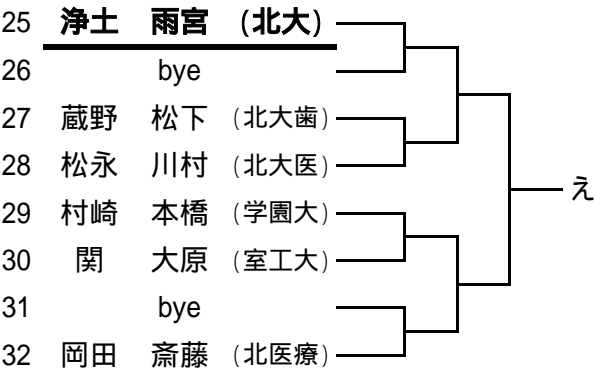 25 浄土 雨宮 (北大)
26 bye
27 蔵野 松下 (北大歯)
28 松永 川村 (北大医)
29 村崎 本橋 (学園大)
30 関 大原 (室工大)
31 bye
32 岡田 斎藤 (北医療)
え